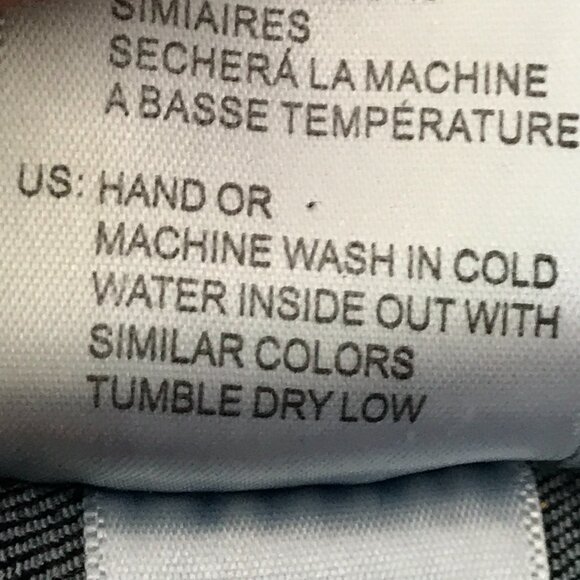 SIMIAIRES
SECHERÁ LA MACHINE
A BASSE TEMPÉRATURE
US: HAND OR
MACHINE WASH IN COLD
WATER INSIDE OUT WITH
SIMILAR COLORS
TUMBLE DRY LOW